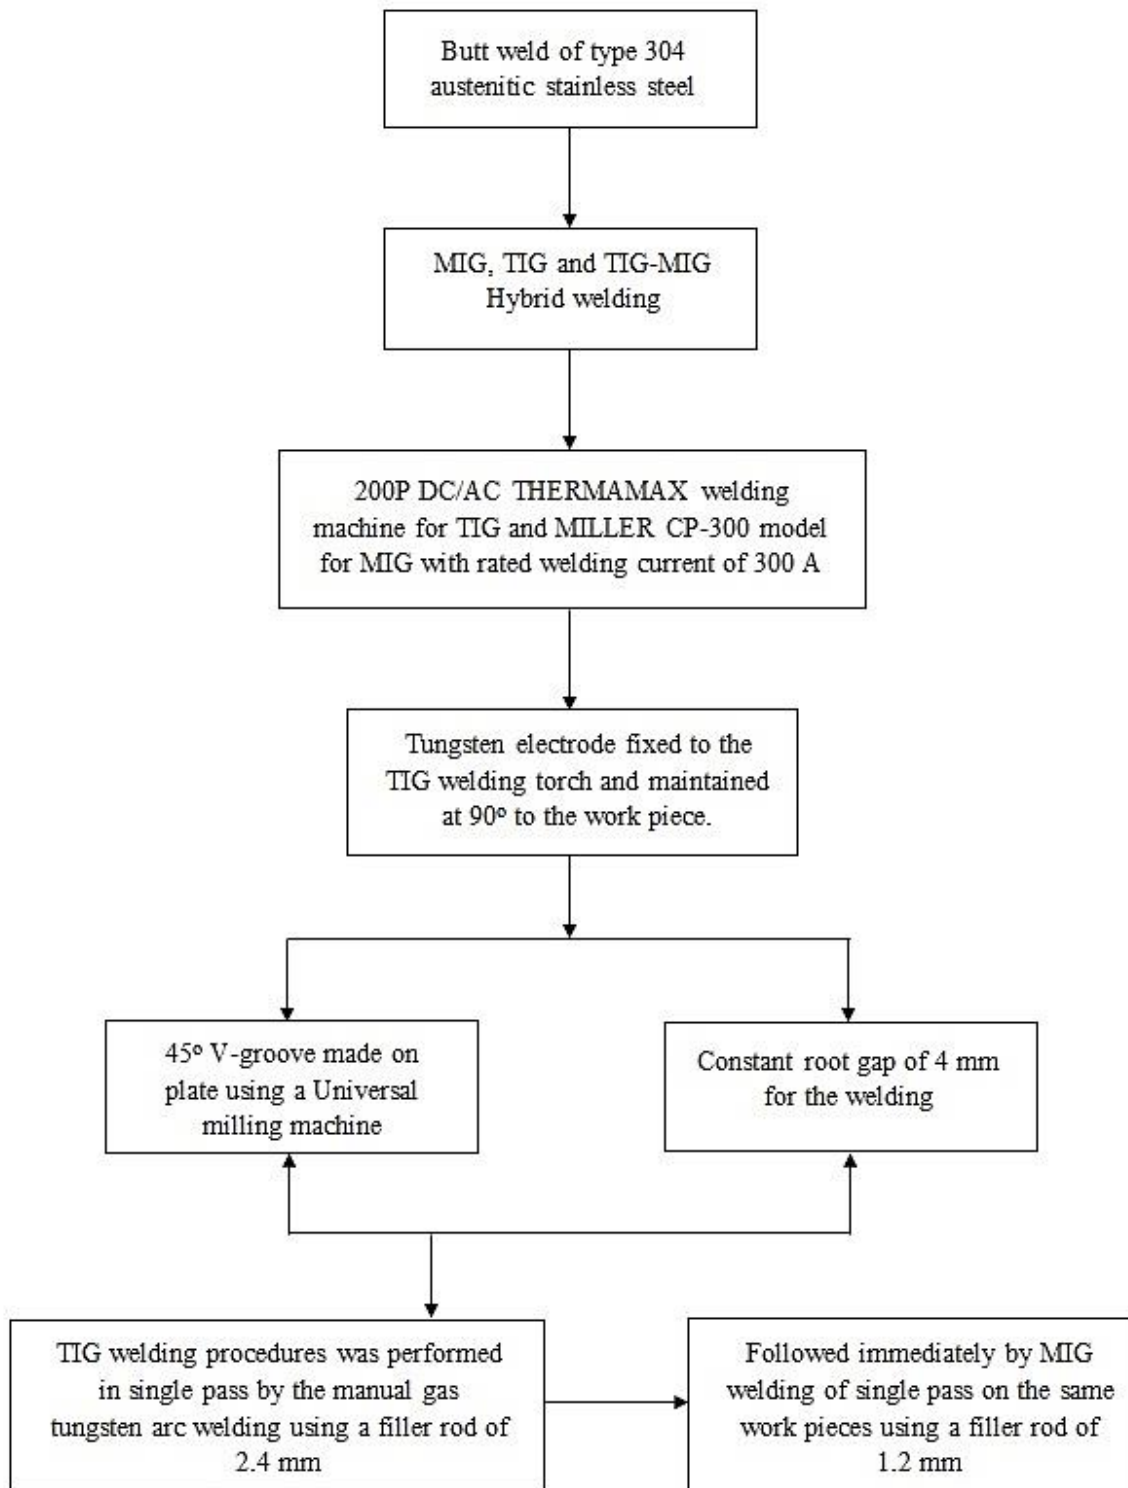 Butt weld of type 304
austenitic stainless steel
MIG, TIG and TIG-MIG
Hybrid welding
200P DC/AC THERMAMAX welding
machine for TIG and MILLER CP-300 model
for MIG with rated welding current of 300 A
Tungsten electrode fixed to the
TIG welding torch and maintained
at 90º to the work piece.
45º V-groove made on
plate using a Universal
milling machine
Constant root gap of 4 mm
for the welding
TIG welding procedures was performed
in single pass by the manual gas
tungsten arc welding using a filler rod of
2.4 mm
Followed immediately by MIG
welding of single pass on the same
work pieces using a filler rod of
1.2 mm